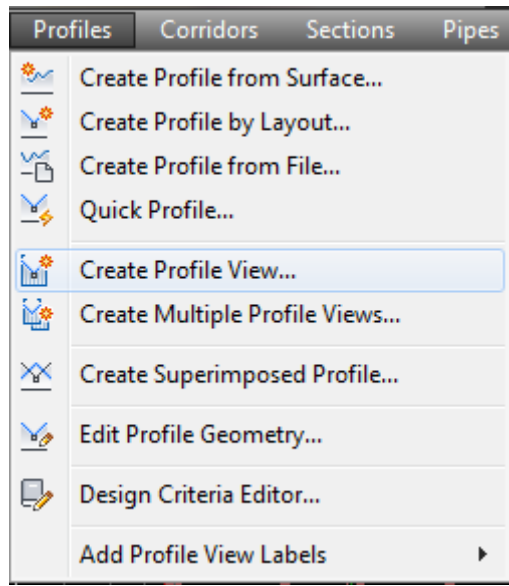 Profiles Corridors Sections Pipes
Create Profile from Surface...
Create Profile by Layout...
Create Profile from File...
Quick Profile...
Create Profile View...
Create Multiple Profile Views...
Create Superimposed Profile...
Edit Profile Geometry...
Design Criteria Editor...
Add Profile View Labels